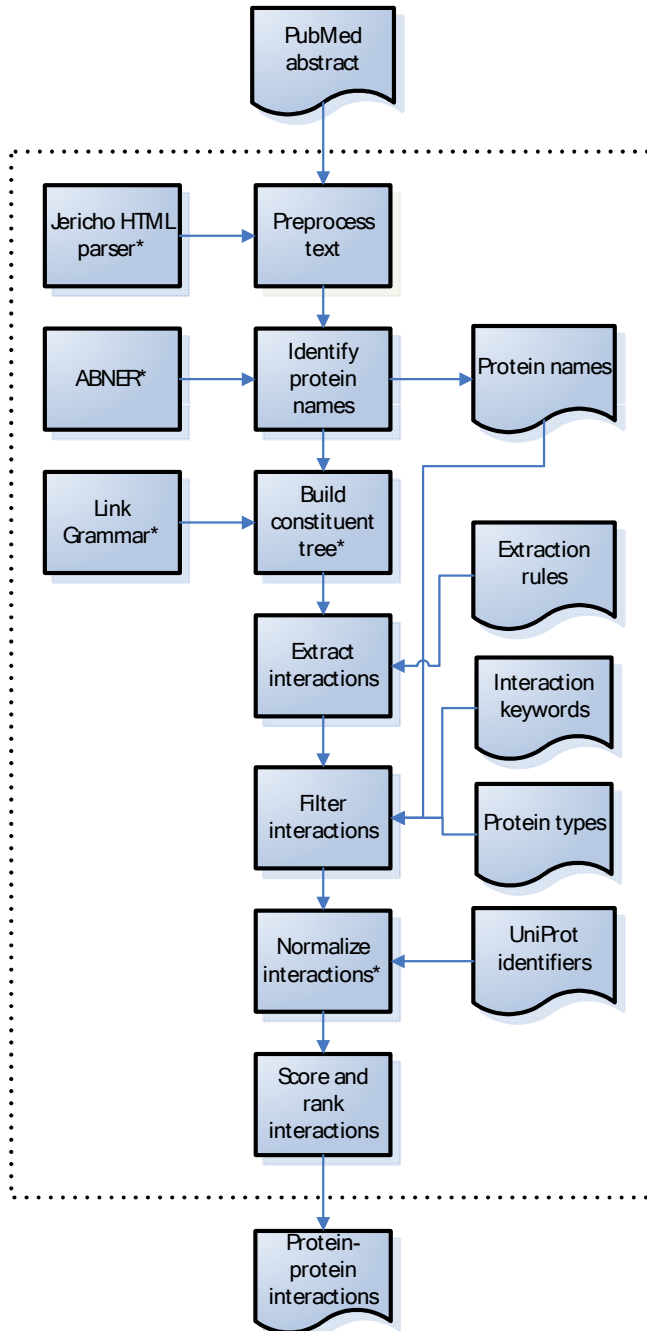 PubMed
abstract
Jericho HTML
parser*
Preprocess
text
ABNER*
Identify
protein
names
Protein names
Link
Grammar*
Build
constituent
tree*
Extraction
rules
Extract
interactions
Interaction
keywords
Filter
interactions
Protein types
Normalize
interactions*
UniProt
identifiers
Score and
rank
interactions
Protein-
protein
interactions